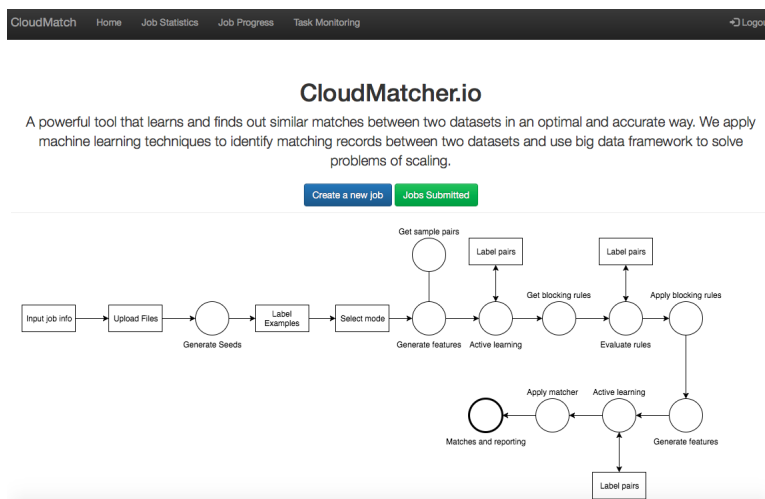 CloudMatch Home Job Statistics Job Progress Task Monitoring Logou
CloudMatcher.io
A powerful tool that learns and finds out similar matches between two datasets in an optimal and accurate way. We apply
machine learning techniques to identify matching records between two datasets and use big data framework to solve
problems of scaling.
Create a new job Jobs Submitted
Get sample pairs
Label pairs
Label pairs
Get blocking rules
Apply blocking rules
Input job info
Upload Files
Generate Seeds
Label
Examples
Select mode
Generate features
Active learning
Evaluate rules
Apply matcher
Active learning
Matches and reporting
Generate features
Label pairs